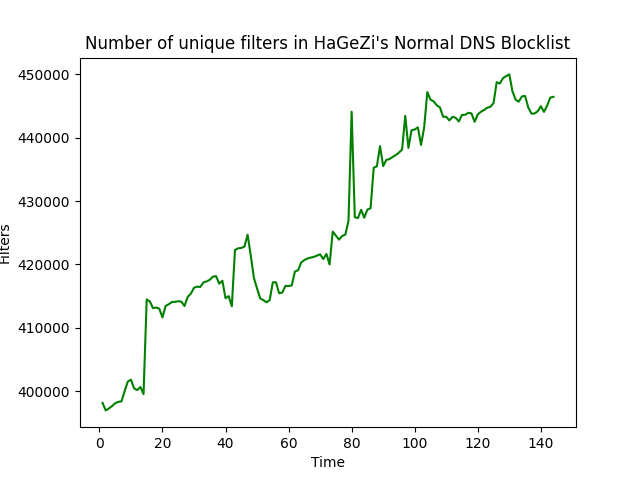 Number of unique filters in HaGeZi's Normal DNS Blocklist
450000
440000
430000
420000
410000
400000
Filters
0 20 40 60 80 100 120 140
Time